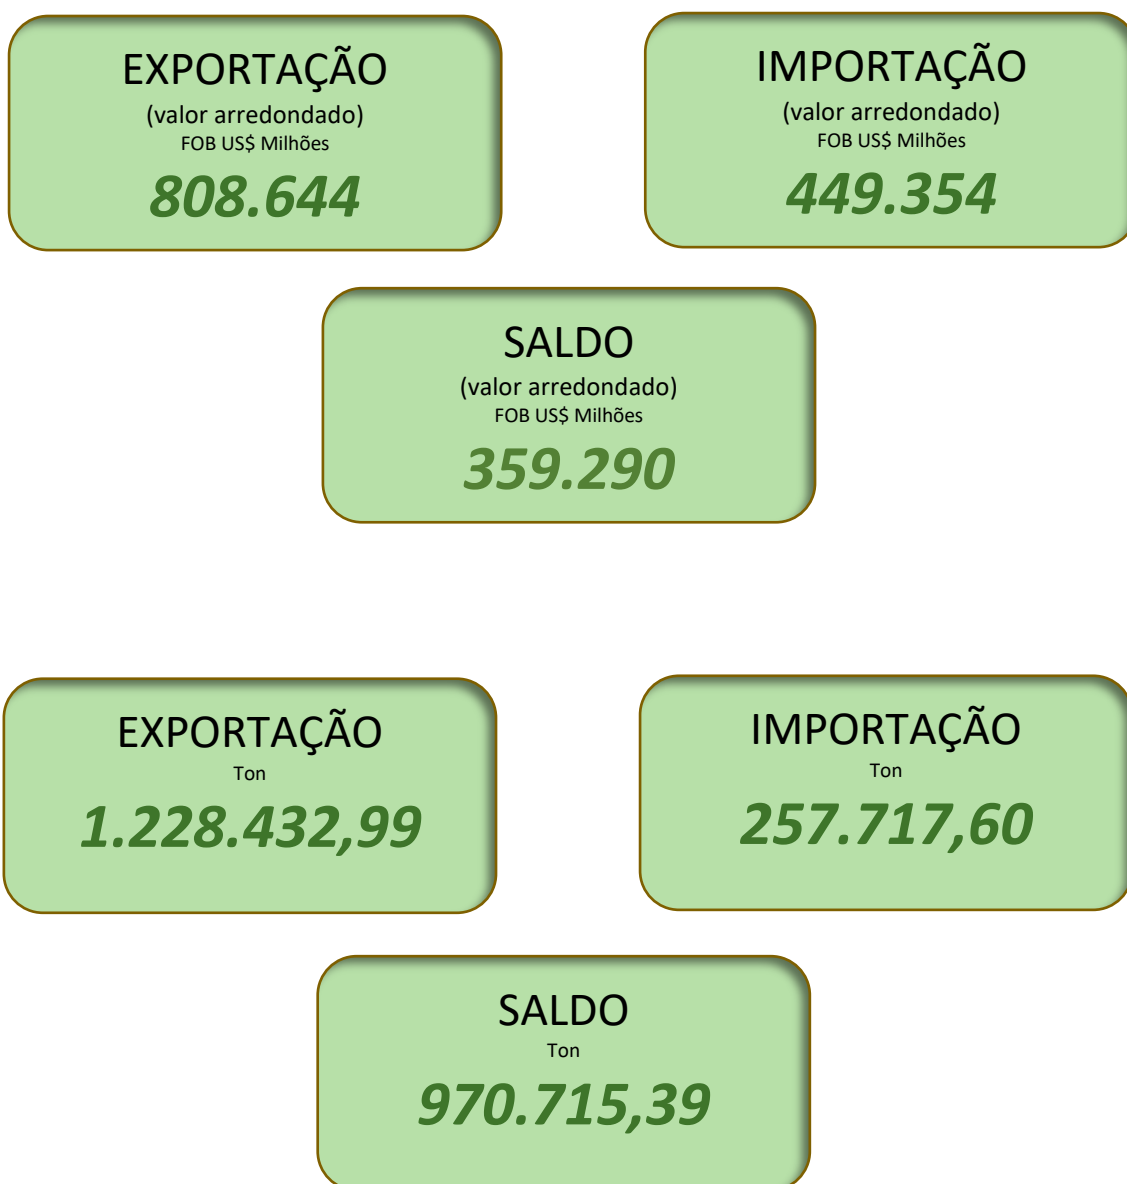 EXPORTAÇÃO
(valor arredondado)
FOB US$ Milhões
808.644
IMPORTAÇÃO
(valor arredondado)
FOB US$ Milhões
449.354
SALDO
(valor arredondado)
FOB US$ Milhões
359.290
EXPORTAÇÃO
Ton
1.228.432,99
IMPORTAÇÃO
Ton
257.717,60
SALDO
Ton
970.715,39